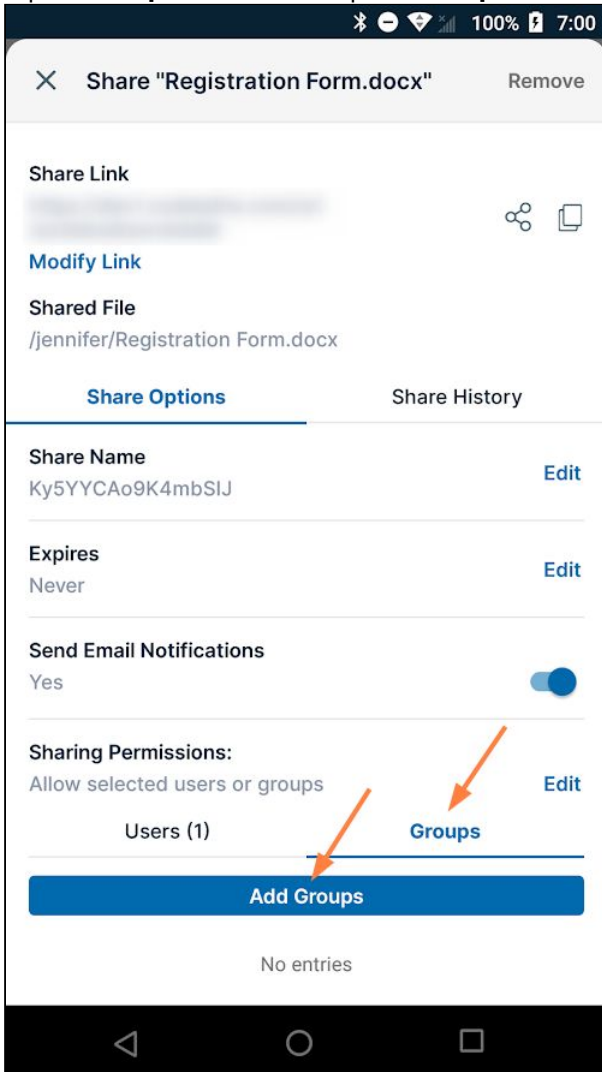 100% 7:00
Share "Registration Form.docx" Remove
Share Link
Modify Link
Shared File
/jennifer/Registration Form.docx
Share Options Share History
Share Name
Ky5YYCAo9K4mbSIJ Edit
Expires
Never Edit
Send Email Notifications
Yes
Sharing Permissions:
Allow selected users or groups Edit
Users (1) Groups
Add Groups
No entries